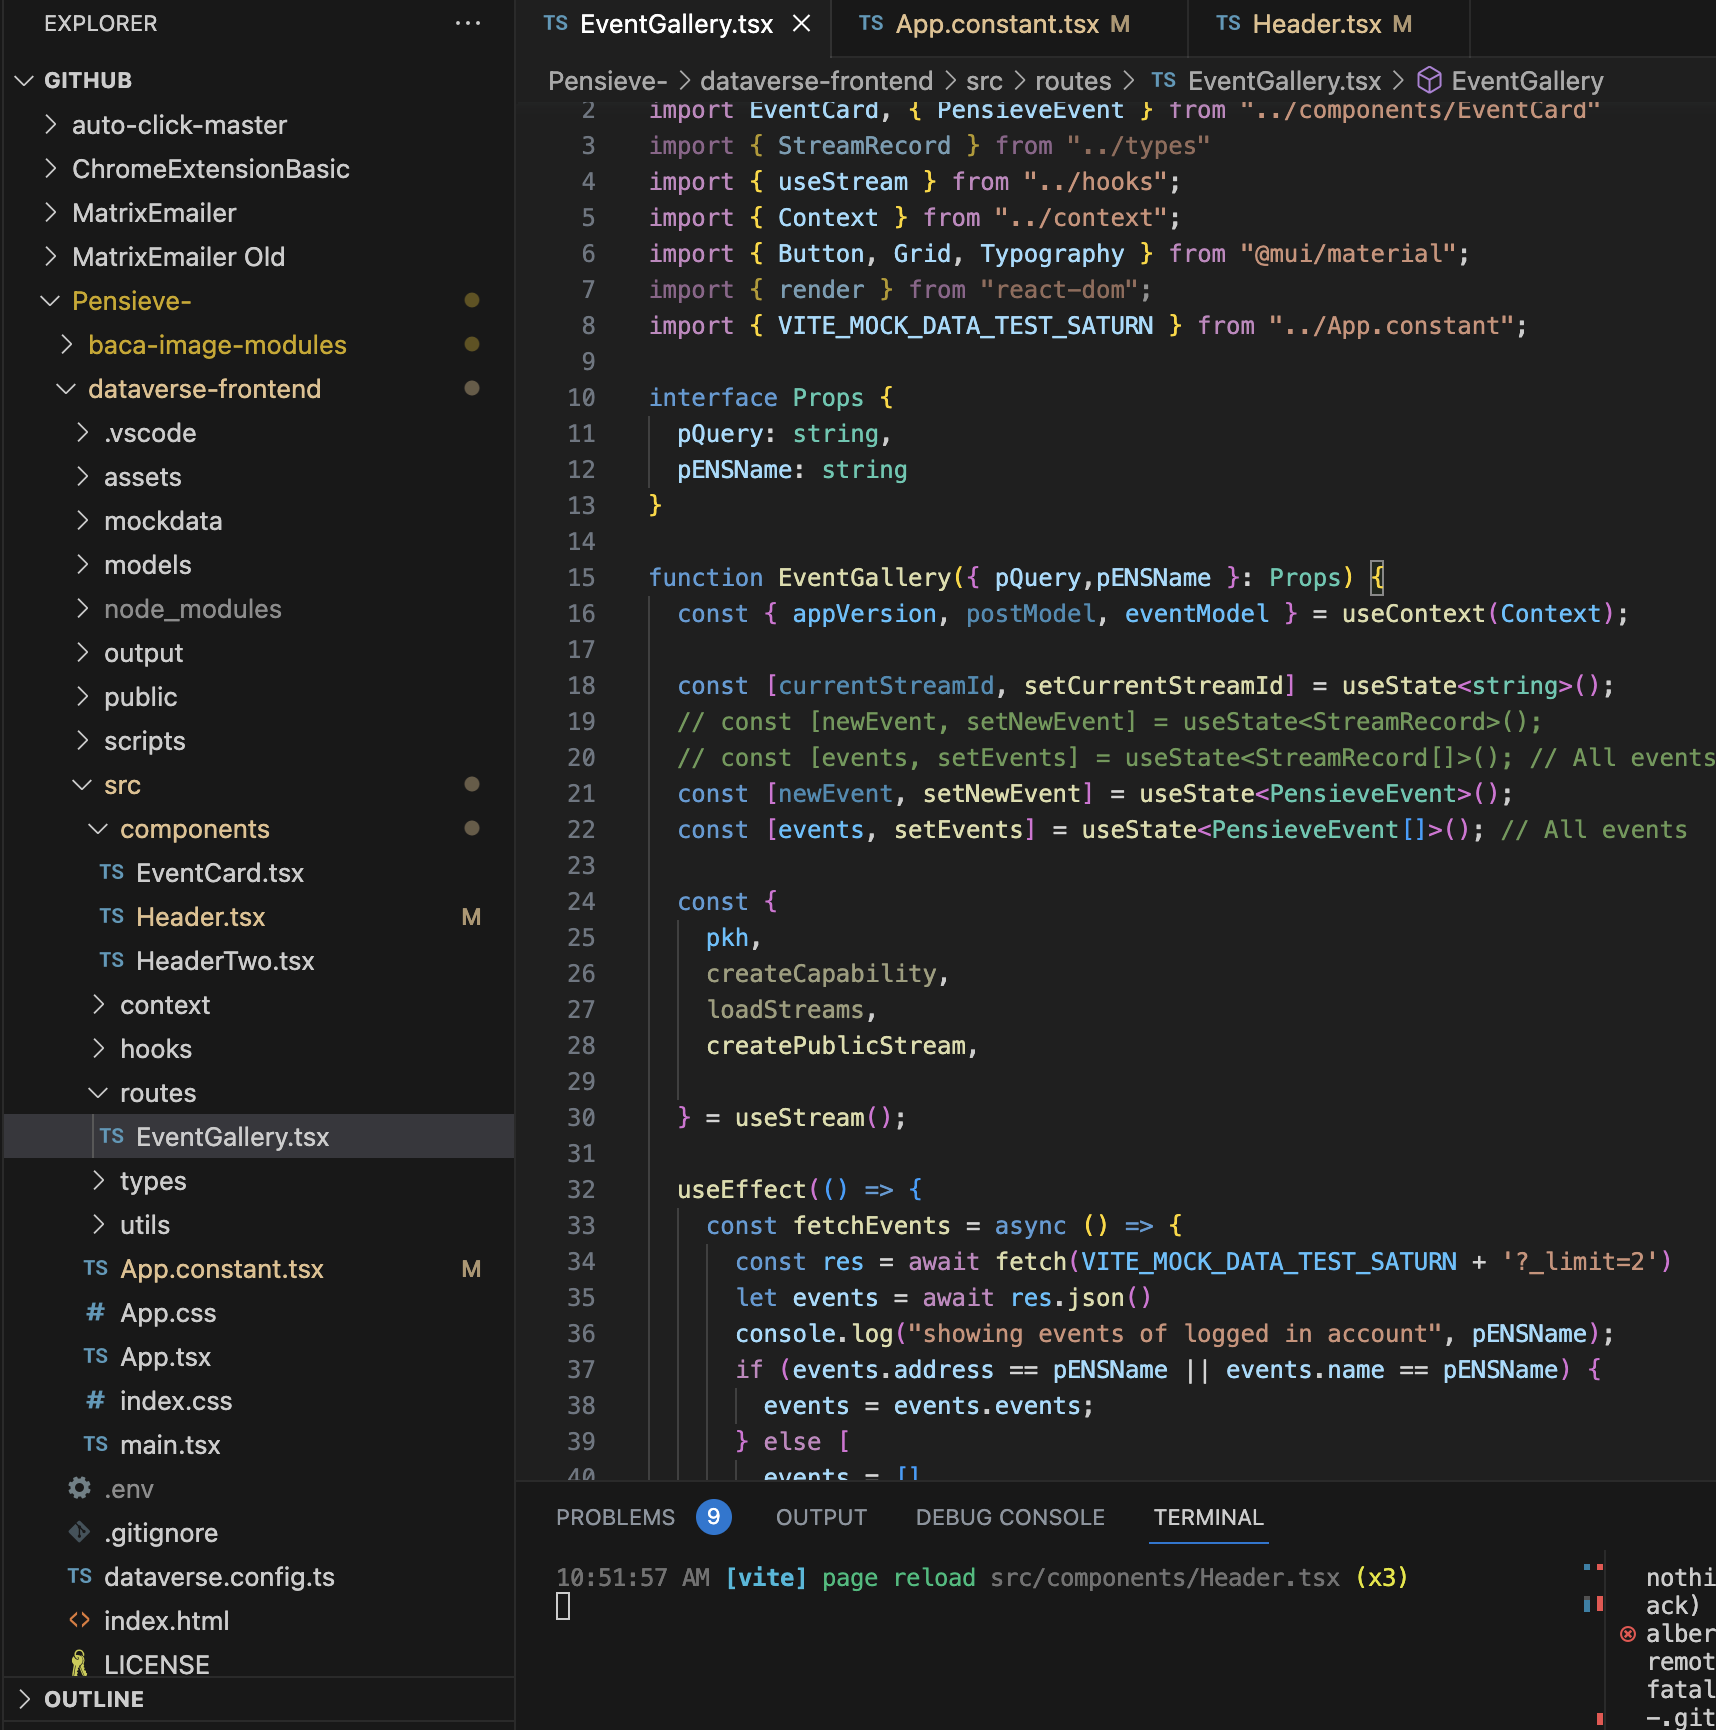 EXPLORER
GITHUB
auto-click-master
ChromeExtensionBasic
MatrixEmailer
MatrixEmailer Old
Pensieve-
baca-image-modules
dataverse-frontend
.vscode
assets
mockdata
models
node_modules
output
public
scripts
src
components
TS EventCard.tsx
TS Header.tsx M
TS HeaderTwo.tsx
context
hooks
routes
TS EventGallery.tsx
types
utils
TS App.constant.tsx M
# App.css
TS App.tsx
# index.css
TS main.tsx
.env
.gitignore
TS dataverse.config.ts
<> index.html
LICENSE
OUTLINE
TS EventGallery.tsx
TS App.constant.tsx M
TS Header.tsx M
Pensieve- > dataverse-frontend > src > routes > TS EventGallery.tsx > EventGallery
2 import EventCard, { PensieveEvent } from "../components/EventCard"
3 import { StreamRecord } from "../types"
4 import { useStream } from "../hooks";
5 import { Context } from "../context";
6 import { Button, Grid, Typography } from "@mui/material";
7 import { render } from "react-dom";
8 import { VITE_MOCK_DATA_TEST_SATURN } from "../App.constant";
9
10 interface Props {
11 pQuery: string,
12 pENSName: string
13 }
14
15 function EventGallery({ pQuery,pENSName }: Props) {
16 const { appVersion, postModel, eventModel } = useContext(Context);
17
18 const [currentStreamId, setCurrentStreamId] = useState<string>();
19 // const [newEvent, setNewEvent] = useState<StreamRecord>();
20 // const [events, setEvents] = useState<StreamRecord[]>(); // All events
21 const [newEvent, setNewEvent] = useState<PensieveEvent>();
22 const [events, setEvents] = useState<PensieveEvent[]>(); // All events
23
24 const {
25 pkh,
26 createCapability,
27 loadStreams,
28 createPublicStream,
29
30 } = useStream();
31
32 useEffect(() => {
33 const fetchEvents = async () => {
34 const res = await fetch(VITE_MOCK_DATA_TEST_SATURN + '?_limit=2')
35 let events = await res.json()
36 console.log("showing events of logged in account", pENSName);
37 if (events.address == pENSName || events.name == pENSName) {
38 events = events.events;
39 } else [
40 events = []
PROBLEMS 9 OUTPUT DEBUG CONSOLE TERMINAL
10:51:57 AM [vite] page reload src/components/Header.tsx (x3)
nothi
ack)
alber
remot
fatal
-.git